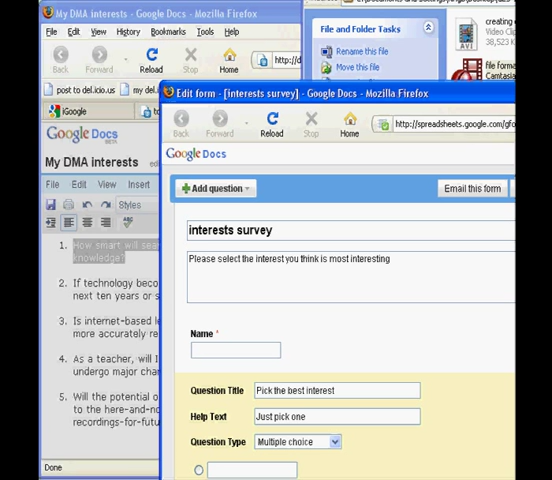 My DMA interests - Google Docs - Mozilla Firefox
File Edit View History Bookmarks Tools Help
Back Forward Reload Stop Home http://d
post to del.icio.us my del.
iGoogle
Google Docs
BETA
My DMA interests
File Edit View Insert
Styles
1. How smart will sear
knowledge?
2. If technology beco
next ten years or s
3. Is internet-based le
more accurately re
4. As a teacher, will I
undergo major char
5. Will the potential o
to the here-and-no
recordings-for-futu
Done
File and Folder Tasks
Rename this file
Move this file
creating e
Video Clip
38,523 K
AVI
file forma
Camtasia
Edit form - [interests survey] - Google Docs - Mozilla Firefox
Back Forward Reload Stop Home http://spreadsheets.google.com/gfo
Google Docs
Add question
Email this form
interests survey
Please select the interest you think is most interesting
Name *
Question Title Pick the best interest
Help Text Just pick one
Question Type Multiple choice